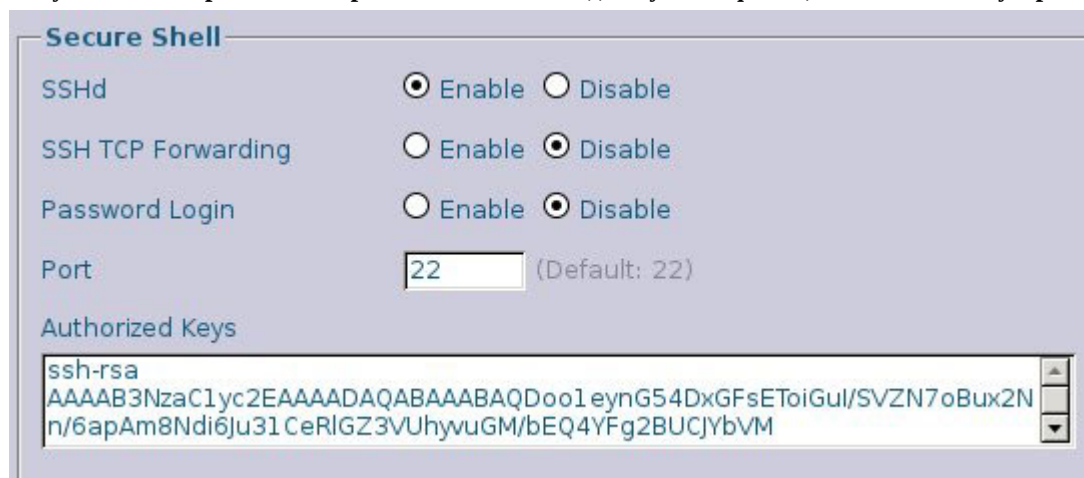 Secure Shell
SSHd Enable Disable
SSH TCP Forwarding Enable Disable
Password Login Enable Disable
Port 22 (Default: 22)
Authorized Keys
ssh-rsa
AAAAB3NzaC1yc2EAAAADAQABAAABAQDoo1eynG54DxGFsEToiGuI/SVZN7oBux2N
n/6apAm8Ndi6Ju31CeRlGZ3VUhyvuGM/bEQ4YFg2BUCJYbVM